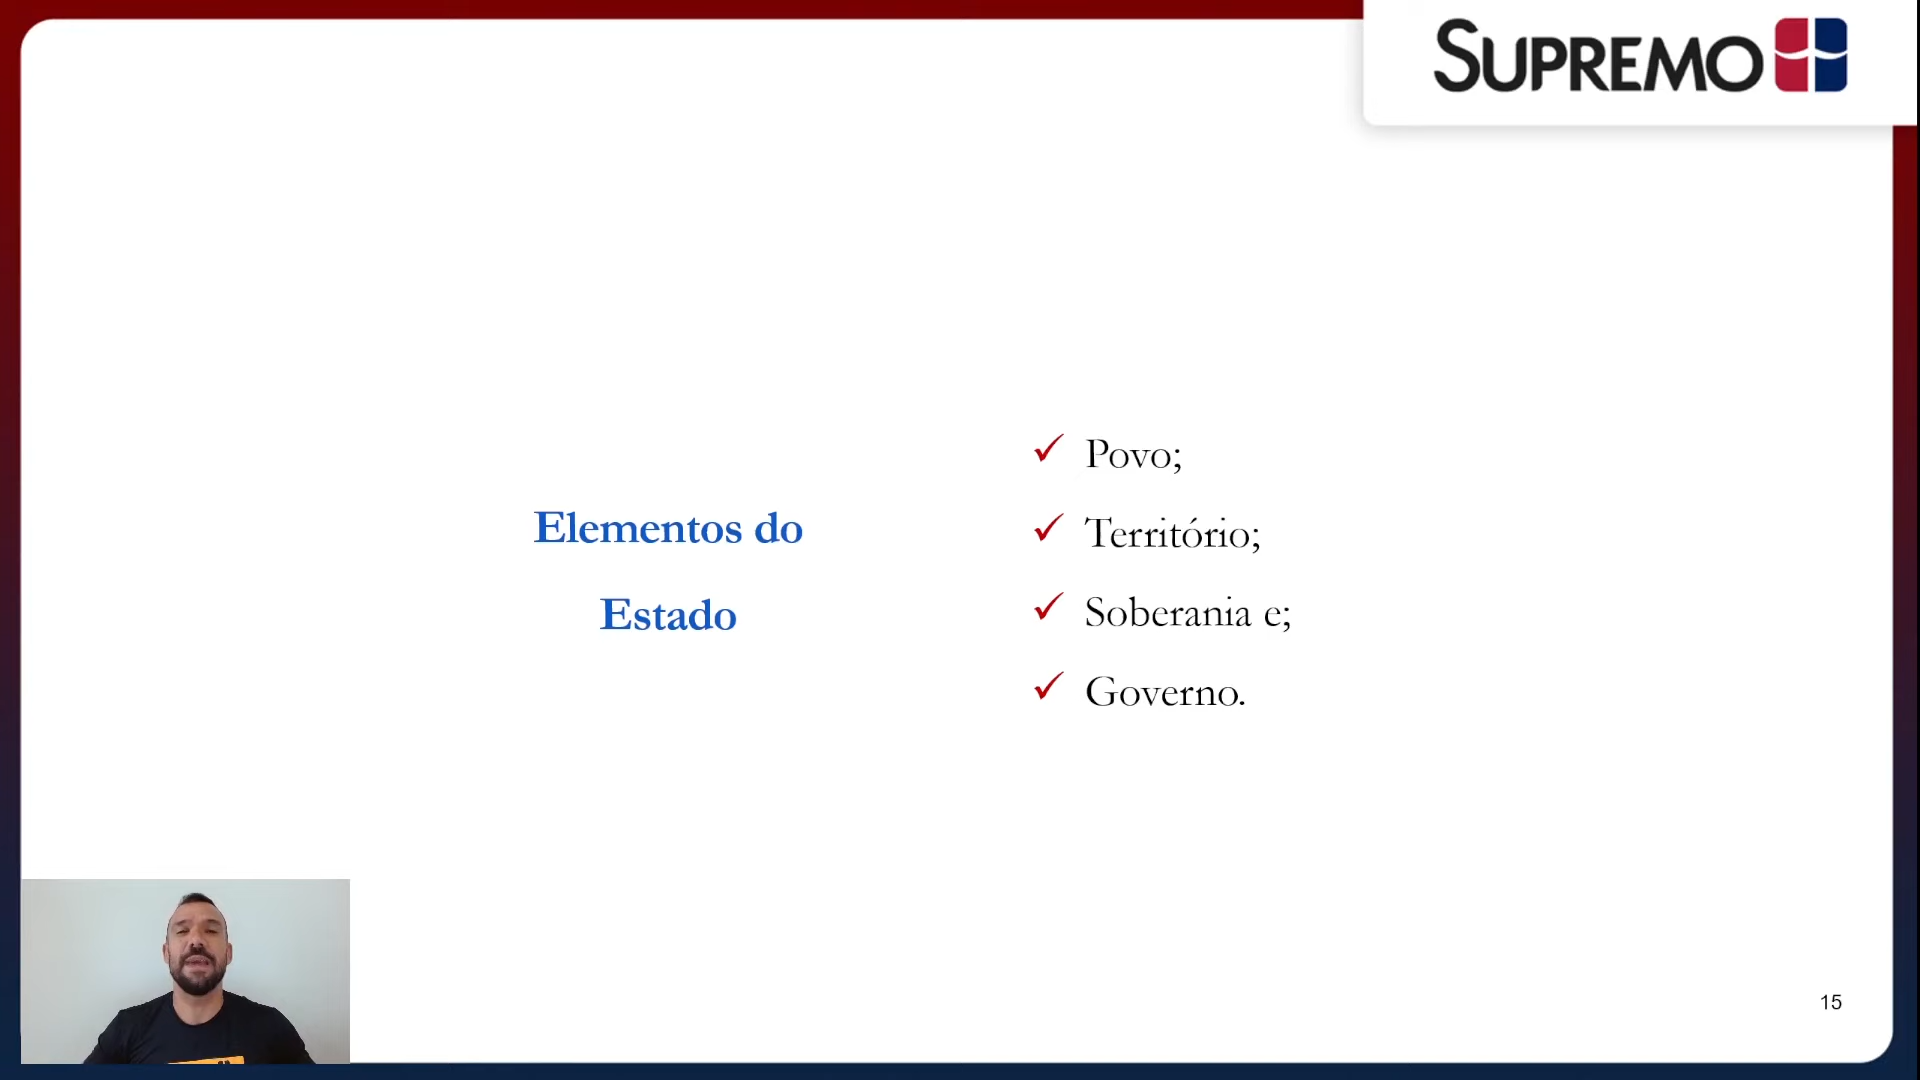 SUPREMO
Elementos do
Estado
Povo;
Território;
Soberania e;
Governo.
15